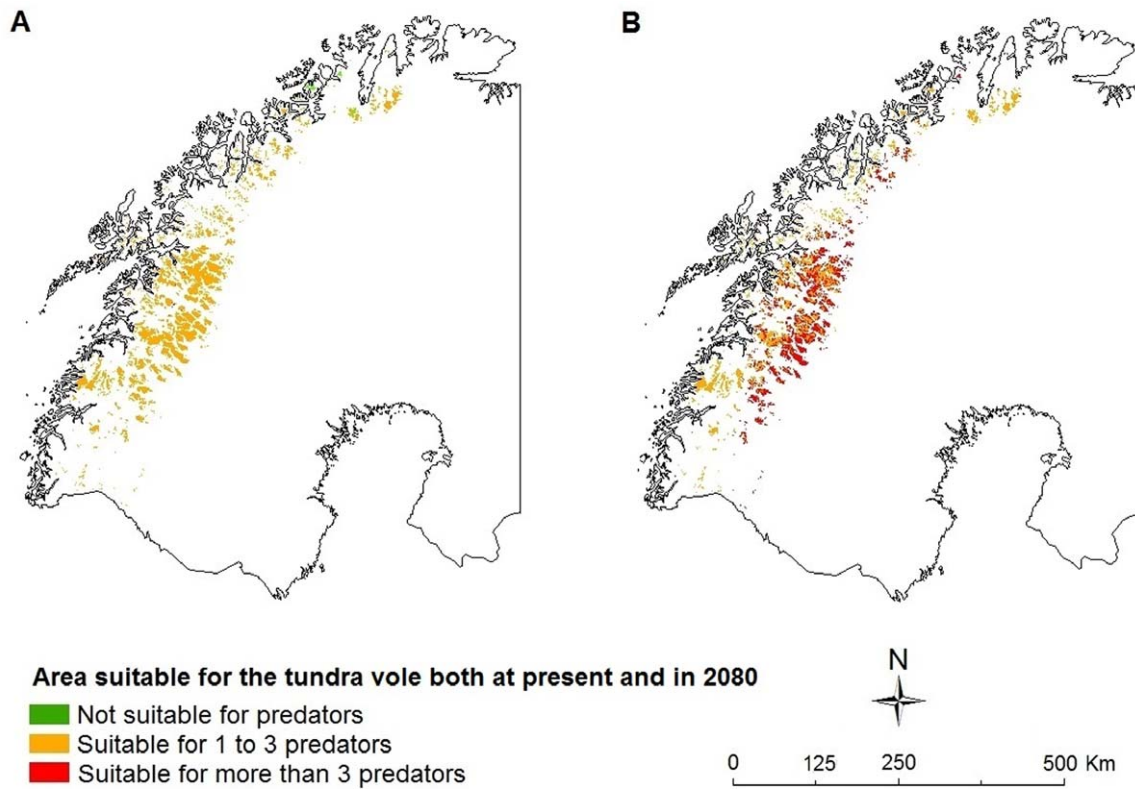 A
B
Area suitable for the tundra vole both at present and in 2080
Not suitable for predators
Suitable for 1 to 3 predators
Suitable for more than 3 predators
N
0 125 250 500 Km